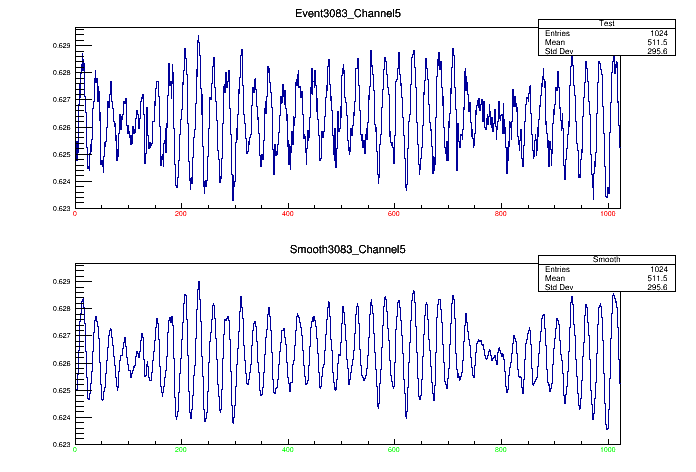 Event3083_Channel5
Test
Entries 1024
Mean 511.5
Std Dev 295.6
0.629
0.628
0.627
0.626
0.625
0.624
0.623
0 200 400 600 800 1000
Smooth3083_Channel5
Smooth
Entries 1024
Mean 511.5
Std Dev 295.6
0.629
0.628
0.627
0.626
0.625
0.624
0.623
0 200 400 600 800 1000